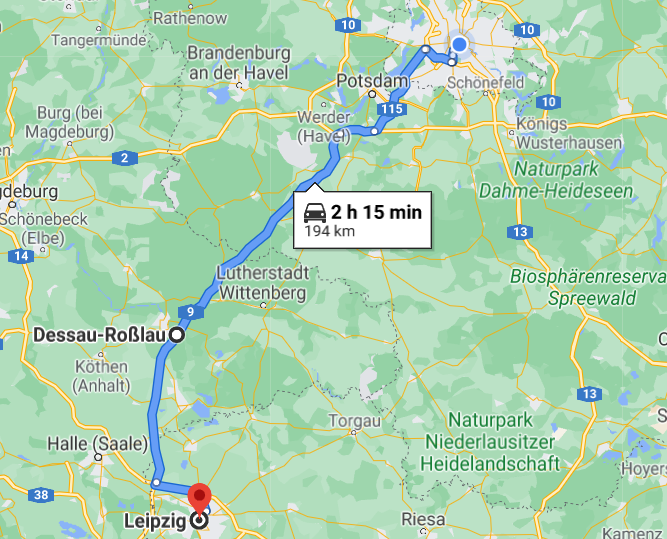 Rathenow
Tangermünde
10
10
Brandenburg
an der Havel
Potsdam
Schönefeld
Burg (bei
Magdeburg)
115
10
Werder
(Havel)
Königs
Wusterhausen
2
Naturpark
Dahme-Heideseen
gdeburg
2 h 15 min
194 km
Schönebeck
(Elbe)
13
14
Lutherstadt
Wittenberg
Biosphärenreserva
Spreewald
9
Dessau-Roßlau
Köthen
(Anhalt)
13
Torgau
Naturpark
Niederlausitzer
Heidelandschaft
Halle (Saale)
Hoyers
38
Leipzig
Riesa
Kamenz